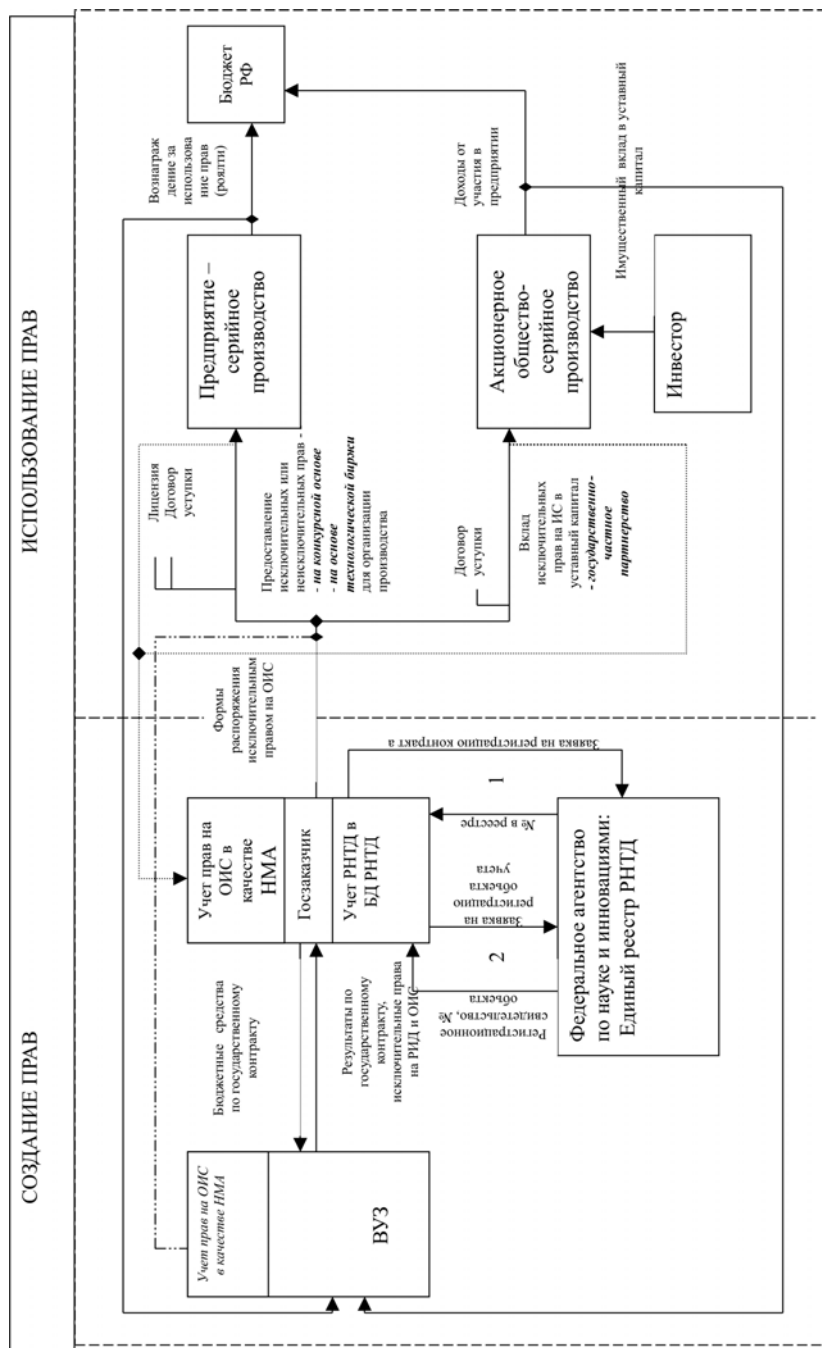 СОЗДАНИЕ ПРАВ
ИСПОЛЬЗОВАНИЕ ПРАВ
Учет прав на ОИС
в качестве НМА
ВУЗ
Бюджетные средства
по государственному
контракту
Результаты по
государственному
контракту,
исключительные права
на РИД и ОИС
Учет прав на
ОИС в
качестве
НМА
Госзаказчик
Учет РНТД в
БД РНТД
Регистрационное
свидетельство, №
объекта
2
Заявка на
регистрацию
объекта
учета
№ в реестре
1
Заявка на регистрацию контракт а
Федеральное агентство
по науке и инновациями:
Единый реестр РНТД
Формы
распоряжения
исключительным
правом на ОИС
Лицензия
Договор
уступки
Предоставление
исключительных или
неисключительных прав -
- на конкурсной основе
- на основе
технологической биржи
для организации
производства
Договор
уступки
Вклад
исключительных
прав на ИС в
уставный капитал
- государственно-
частное
партнерство
Предприятие –
серийное
производство
Акционерное
общество-
серийное
производство
Инвестор
Вознаграж
дение за
использова
ние прав
(роялти)
Доходы от
участия в
предприятии
Имущественный вклад в уставный
капитал
Бюджет
РФ